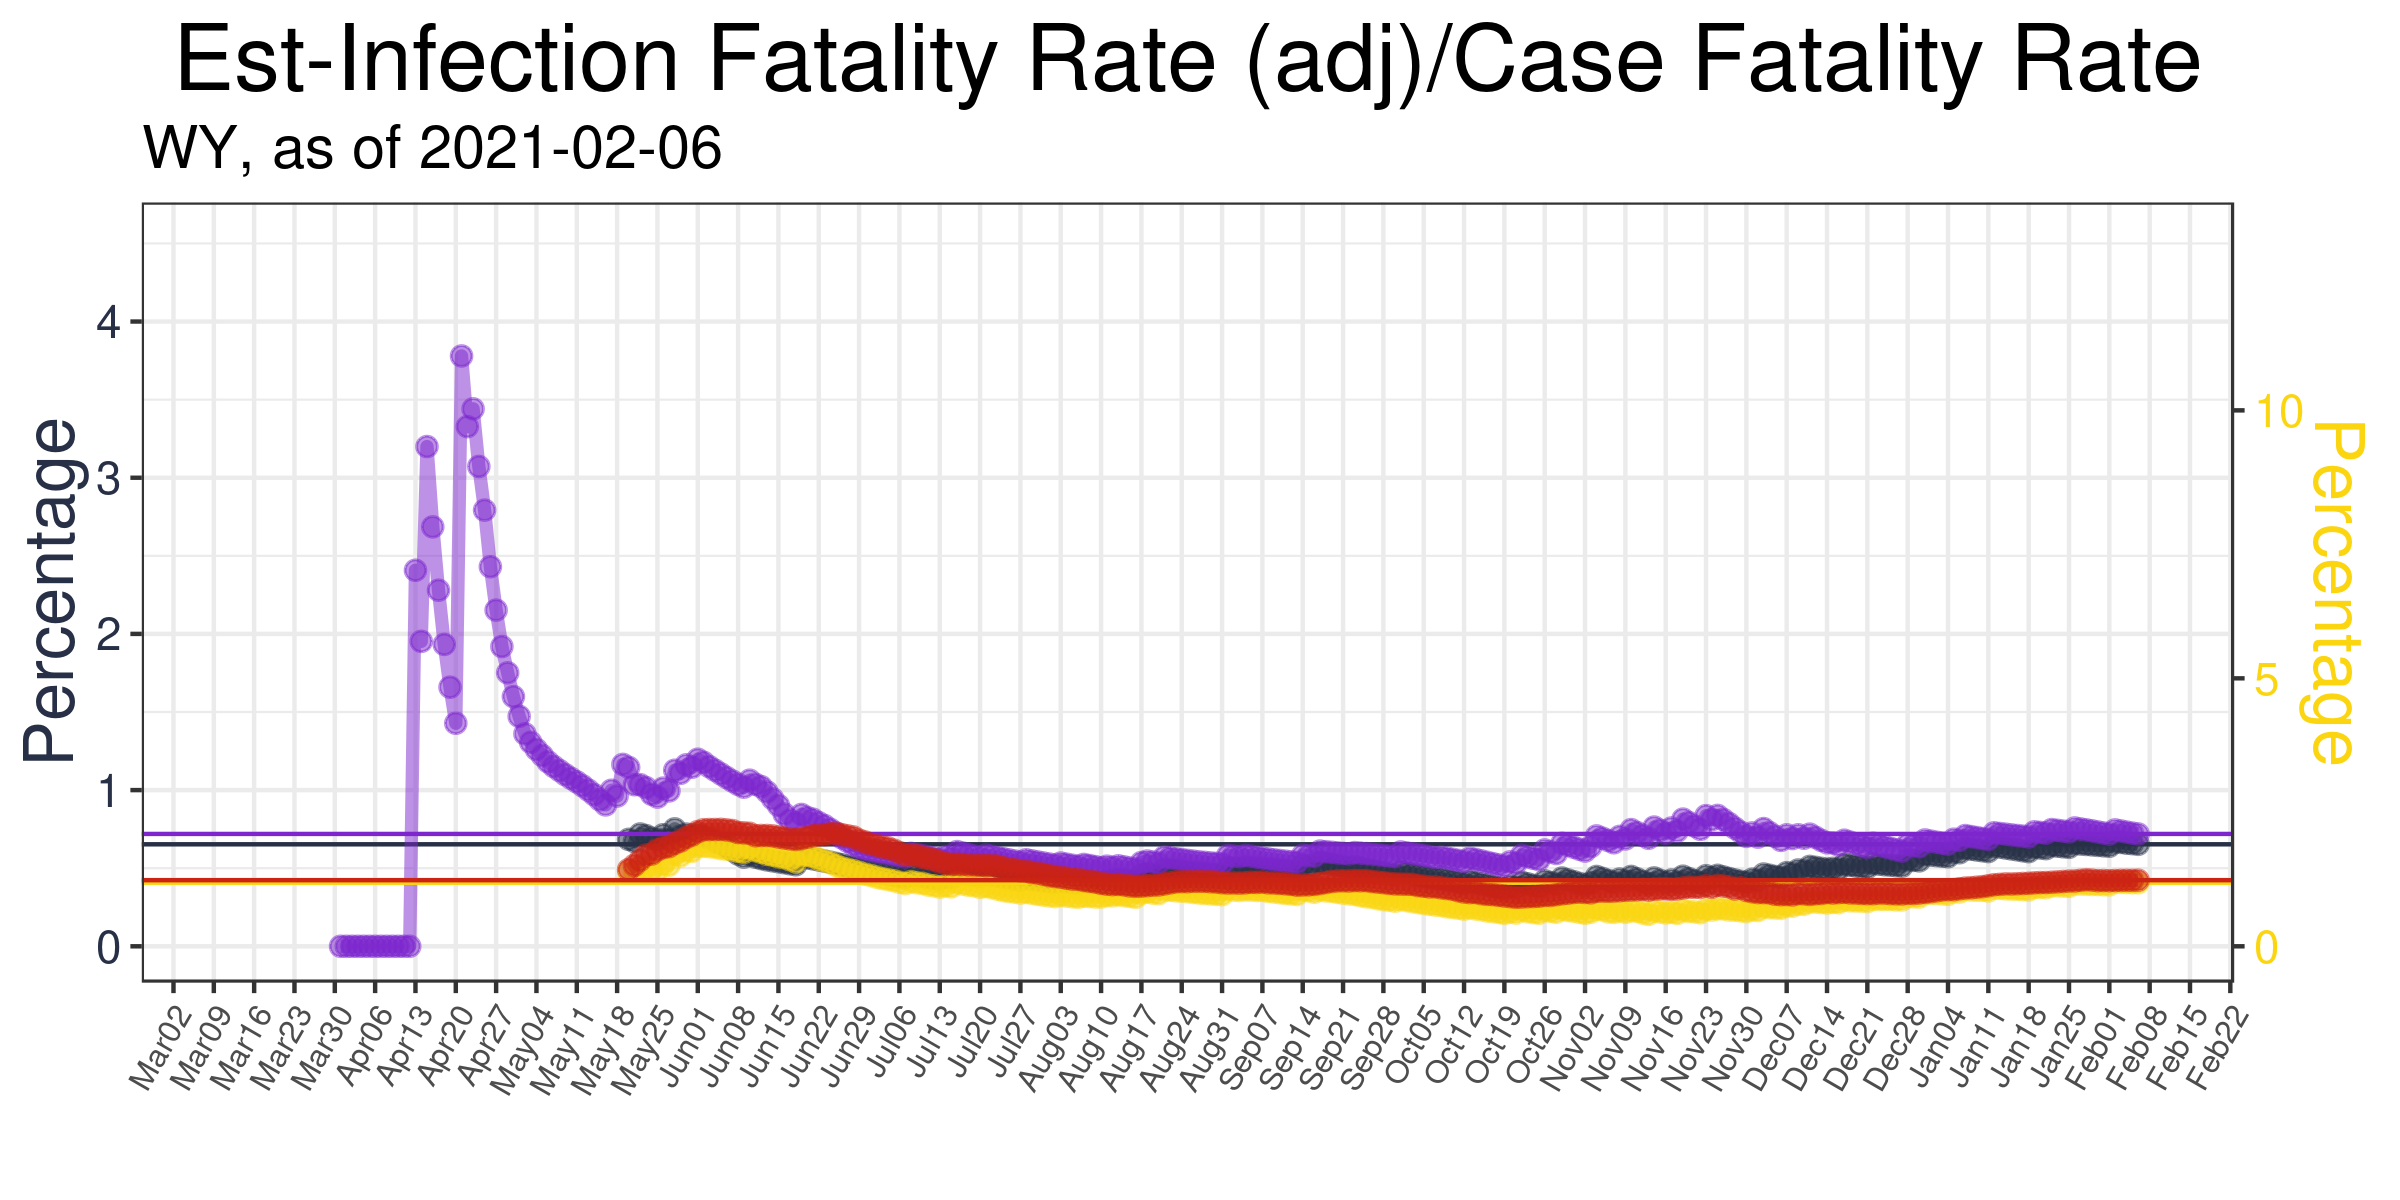 Est-Infection Fatality Rate (adj)/Case Fatality Rate
WY, as of 2021-02-06
Percentage
4
3
2
1
0
10
5
0
Percentage
Mar02
Mar09
Mar16
Mar23
Mar30
Apr06
Apr13
Apr20
Apr27
May04
May11
May18
May25
Jun01
Jun08
Jun15
Jun22
Jun29
Jul06
Jul13
Jul20
Jul27
Aug03
Aug10
Aug17
Aug24
Aug31
Sep07
Sep14
Sep21
Sep28
Oct05
Oct12
Oct19
Oct26
Nov02
Nov09
Nov16
Nov23
Nov30
Nov07
Dec14
Dec21
Dec28
Dec04
Jan11
Jan18
Jan25
Jan01
Feb08
Feb15
Feb22